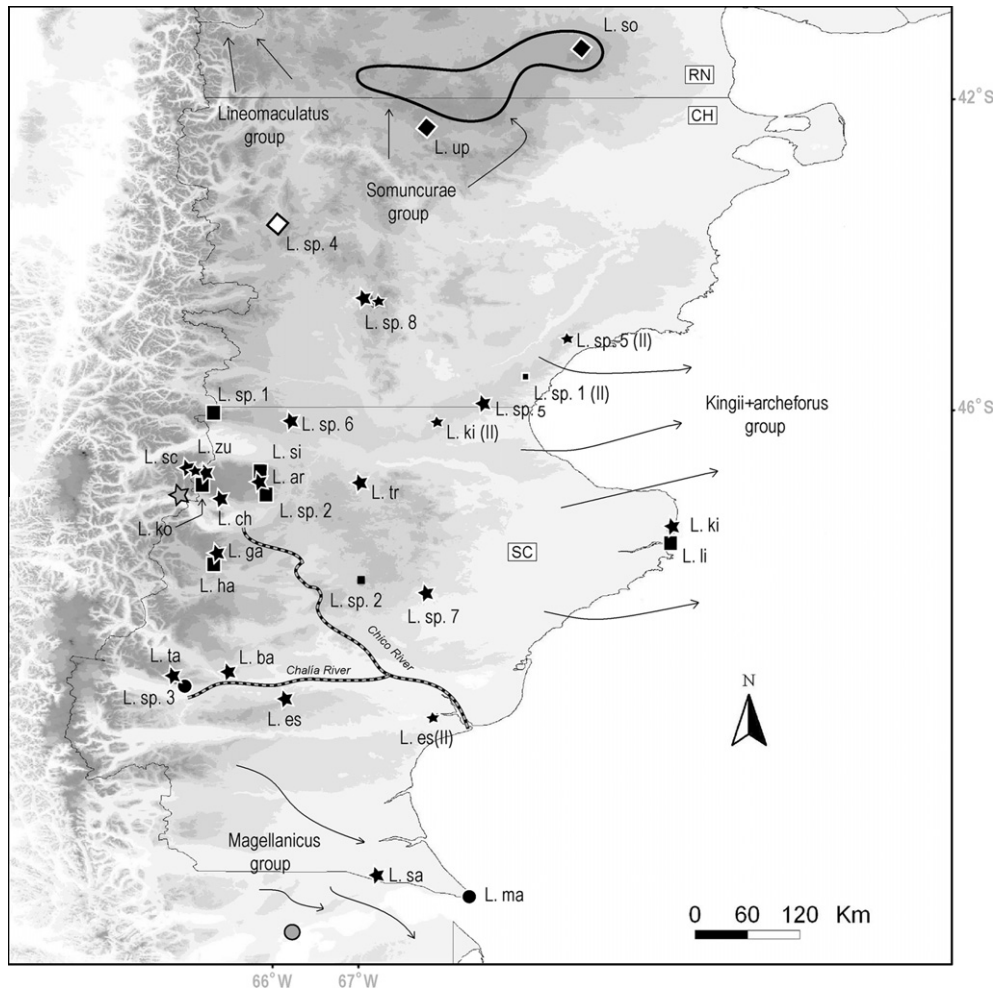 L. so
RN
42°S
CH
Lineomaculatus
group
L. up
Somuncurae
group
L. sp. 4
L. sp. 8
L. sp. 5 (II)
L. sp. 1
L. sp. 1 (II)
Kingii+archeforus
group
L. sp. 5
46°S
L. sp. 6
L. ki (II)
L. zu
L. sc
L. si
L. ar
L. tr
L. sp. 2
L. ko
L. ch
L. ki
L. ga
SC
L. li
L. ha
L. sp. 2
L. sp. 7
Chico River
L. ta
L. ba
Chalía River
L. sp. 3
L. es
N
L. es(II)
Magellanicus
group
L. sa
L. ma
0 60 120 Km
66°W 67°W